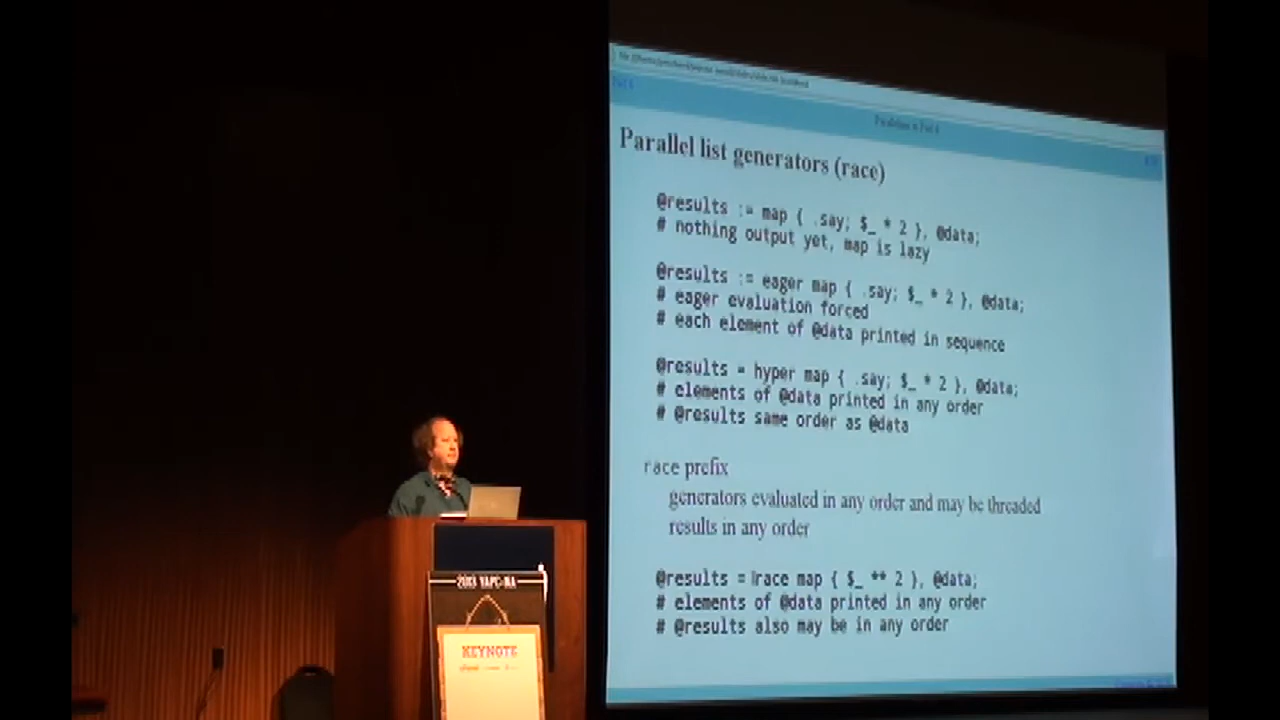 Parallel list generators (race)
@results := map { .say; $_ * 2 }, @data;
# nothing output yet, map is lazy
@results := eager map { .say; $_ * 2 }, @data;
# eager evaluation forced
# each element of @data printed in sequence
@results = hyper map { .say; $_ * 2 }, @data;
# elements of @data printed in any order
# @results same order as @data
race prefix
generators evaluated in any order and may be threaded
results in any order
@results = race map { $_ ** 2 }, @data;
# elements of @data printed in any order
# @results also may be in any order
2013 YAPC::NA
KEYNOTE